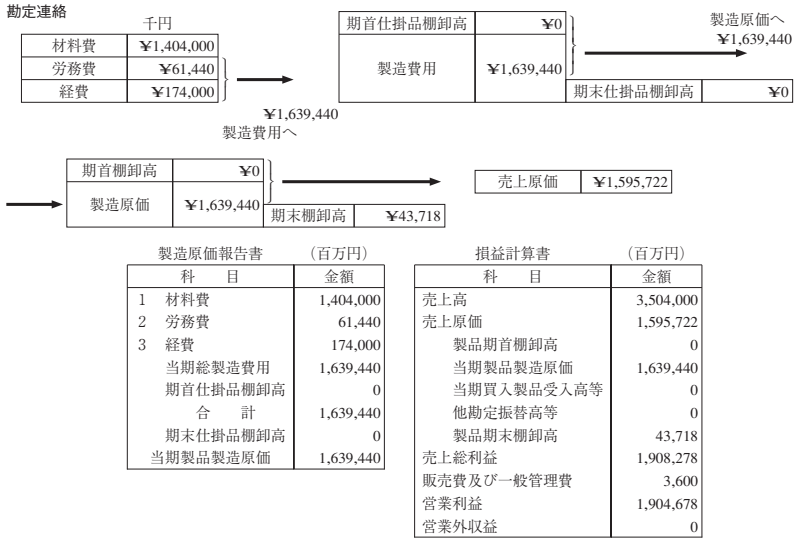 勘定連絡
千円
材料費 ¥1,404,000
労務費 ¥61,440
経費 ¥174,000
¥1,639,440
製造費用へ
期首仕掛品棚卸高 ¥0
製造費用 ¥1,639,440
期末仕掛品棚卸高 ¥0
製造原価へ
¥1,639,440
期首棚卸高 ¥0
製造原価 ¥1,639,440
期末棚卸高 ¥43,718
売上原価 ¥1,595,722
製造原価報告書 (百万円)
科 目 金額
1 材料費 1,404,000
2 労務費 61,440
3 経費 174,000
当期総製造費用 1,639,440
期首仕掛品棚卸高 0
合 計 1,639,440
期末仕掛品棚卸高 0
当期製品製造原価 1,639,440
損益計算書 (百万円)
科 目 金額
売上高 3,504,000
売上原価 1,595,722
製品期首棚卸高 0
当期製品製造原価 1,639,440
当期買入製品受入高等 0
他勘定振替高等 0
製品期末棚卸高 43,718
売上総利益 1,908,278
販売費及び一般管理費 3,600
営業利益 1,904,678
営業外収益 0